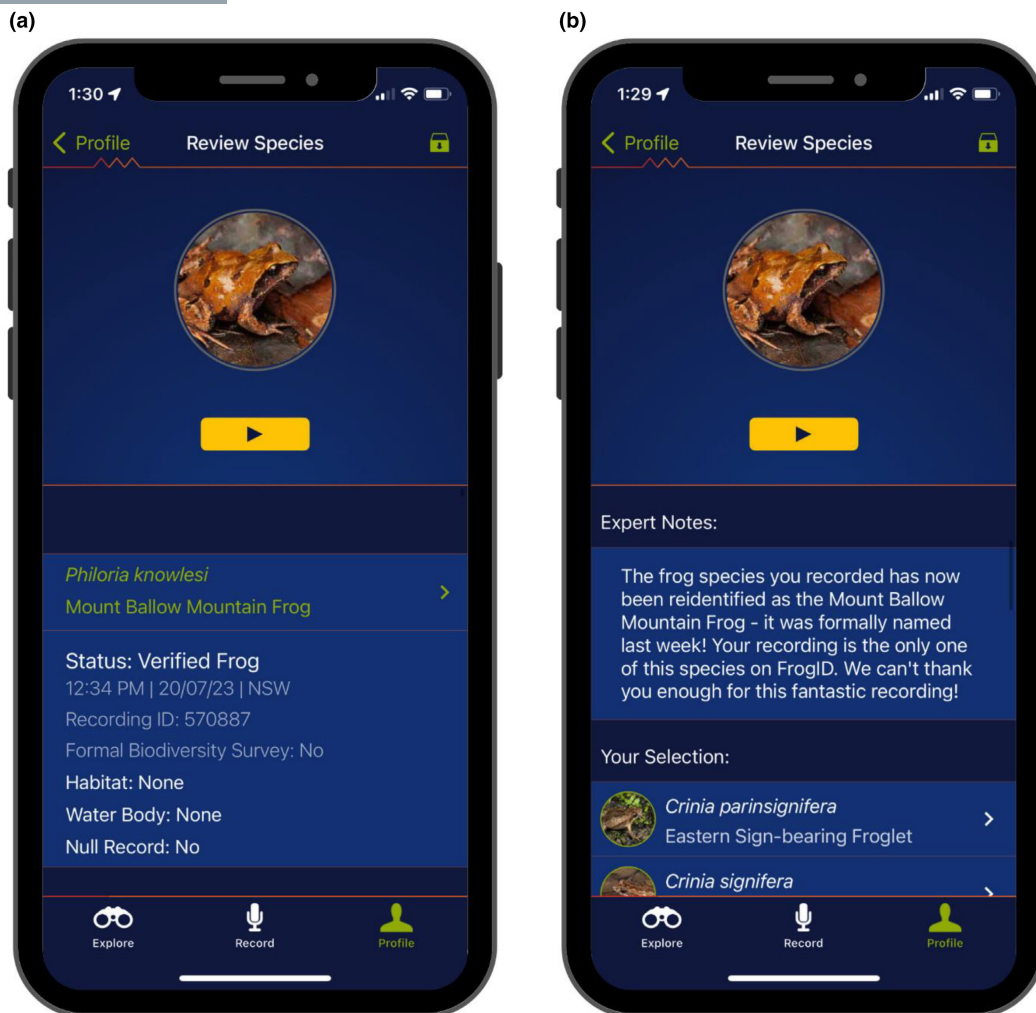 (a)
1:30
Profile
Review Species
Philoria knowlesi
Mount Ballow Mountain Frog
Status: Verified Frog
12:34 PM | 20/07/23 | NSW
Recording ID: 570887
Formal Biodiversity Survey: No
Habitat: None
Water Body: None
Null Record: No
Explore
Record
Profile
(b)
1:29
Profile
Review Species
Expert Notes:
The frog species you recorded has now
been reidentified as the Mount Ballow
Mountain Frog - it was formally named
last week! Your recording is the only one
of this species on FrogID. We can't thank
you enough for this fantastic recording!
Your Selection:
Crinia parinsignifera
Eastern Sign-bearing Froglet
Crinia signifera
Explore
Record
Profile